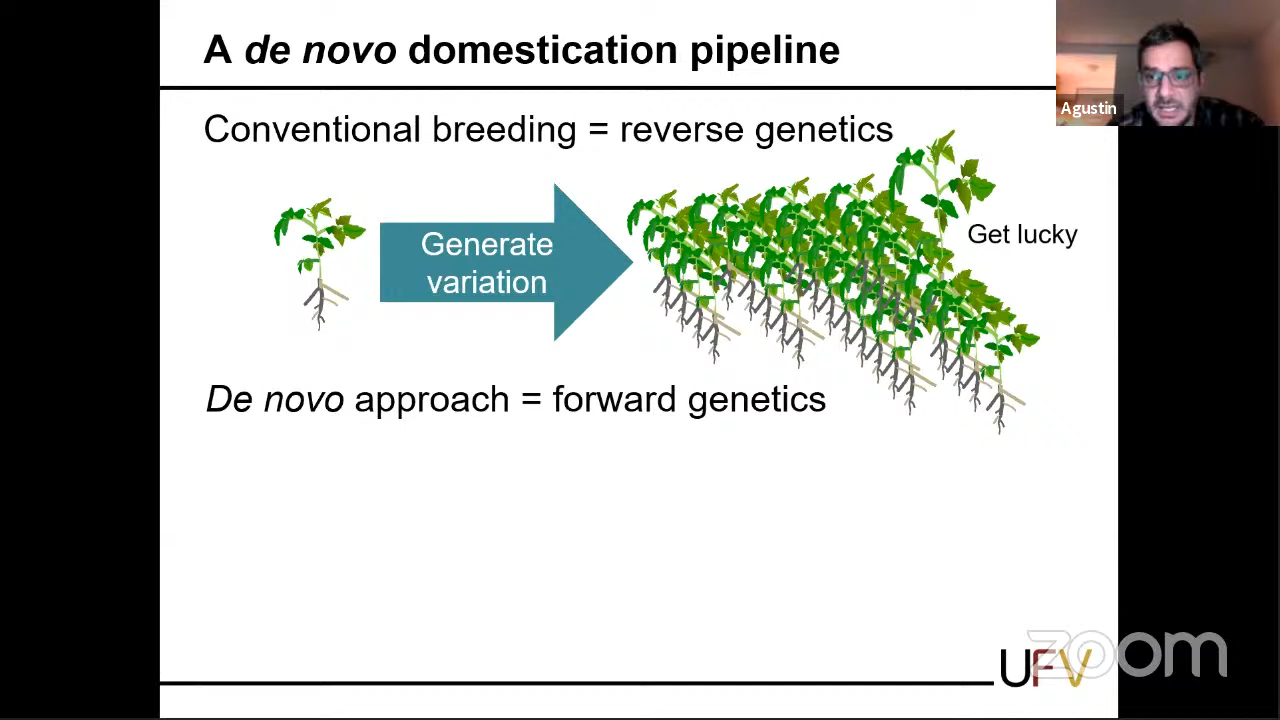 A de novo domestication pipeline
Agustin
Conventional breeding = reverse genetics
Generate
variation
Get lucky
De novo approach = forward genetics
UFV
zoom